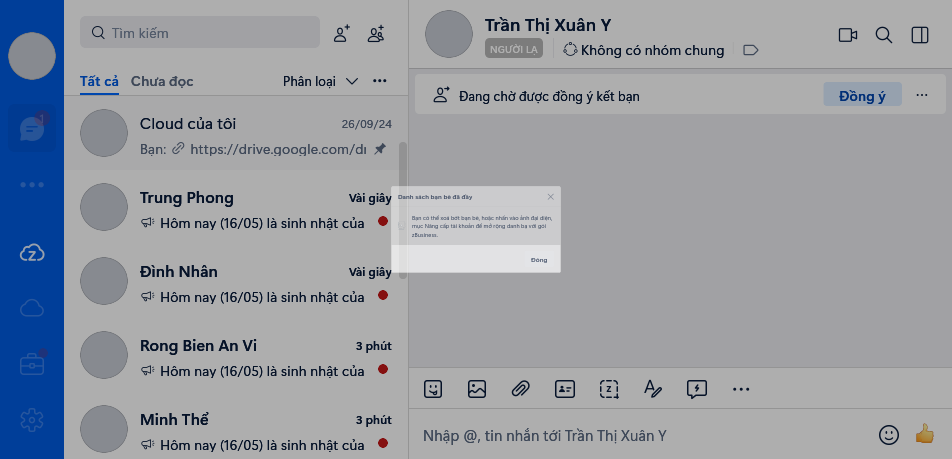 Tìm kiếm
Tất cả Chưa đọc Phân loại
Cloud của tôi 26/09/24
Bạn: https://drive.google.com/dr
Trung Phong Vài giây
Hôm nay (16/05) là sinh nhật của
Đình Nhân Vài giây
Hôm nay (16/05) là sinh nhật của
Rong Bien An Vi 3 phút
Hôm nay (16/05) là sinh nhật của
Minh Thể 3 phút
Hôm nay (16/05) là sinh nhật của
Trần Thị Xuân Y
NGƯỜI LẠ Không có nhóm chung
Đang chờ được đồng ý kết bạn Đồng ý
Danh sách bạn bè đã đầy
Bạn có thể xoá bớt bạn bè, hoặc nhấn vào ảnh đại diện,
mục Nâng cấp tài khoản để mở rộng danh bạ với gói
zBusiness.
Đóng
Nhập @, tin nhắn tới Trần Thị Xuân Y